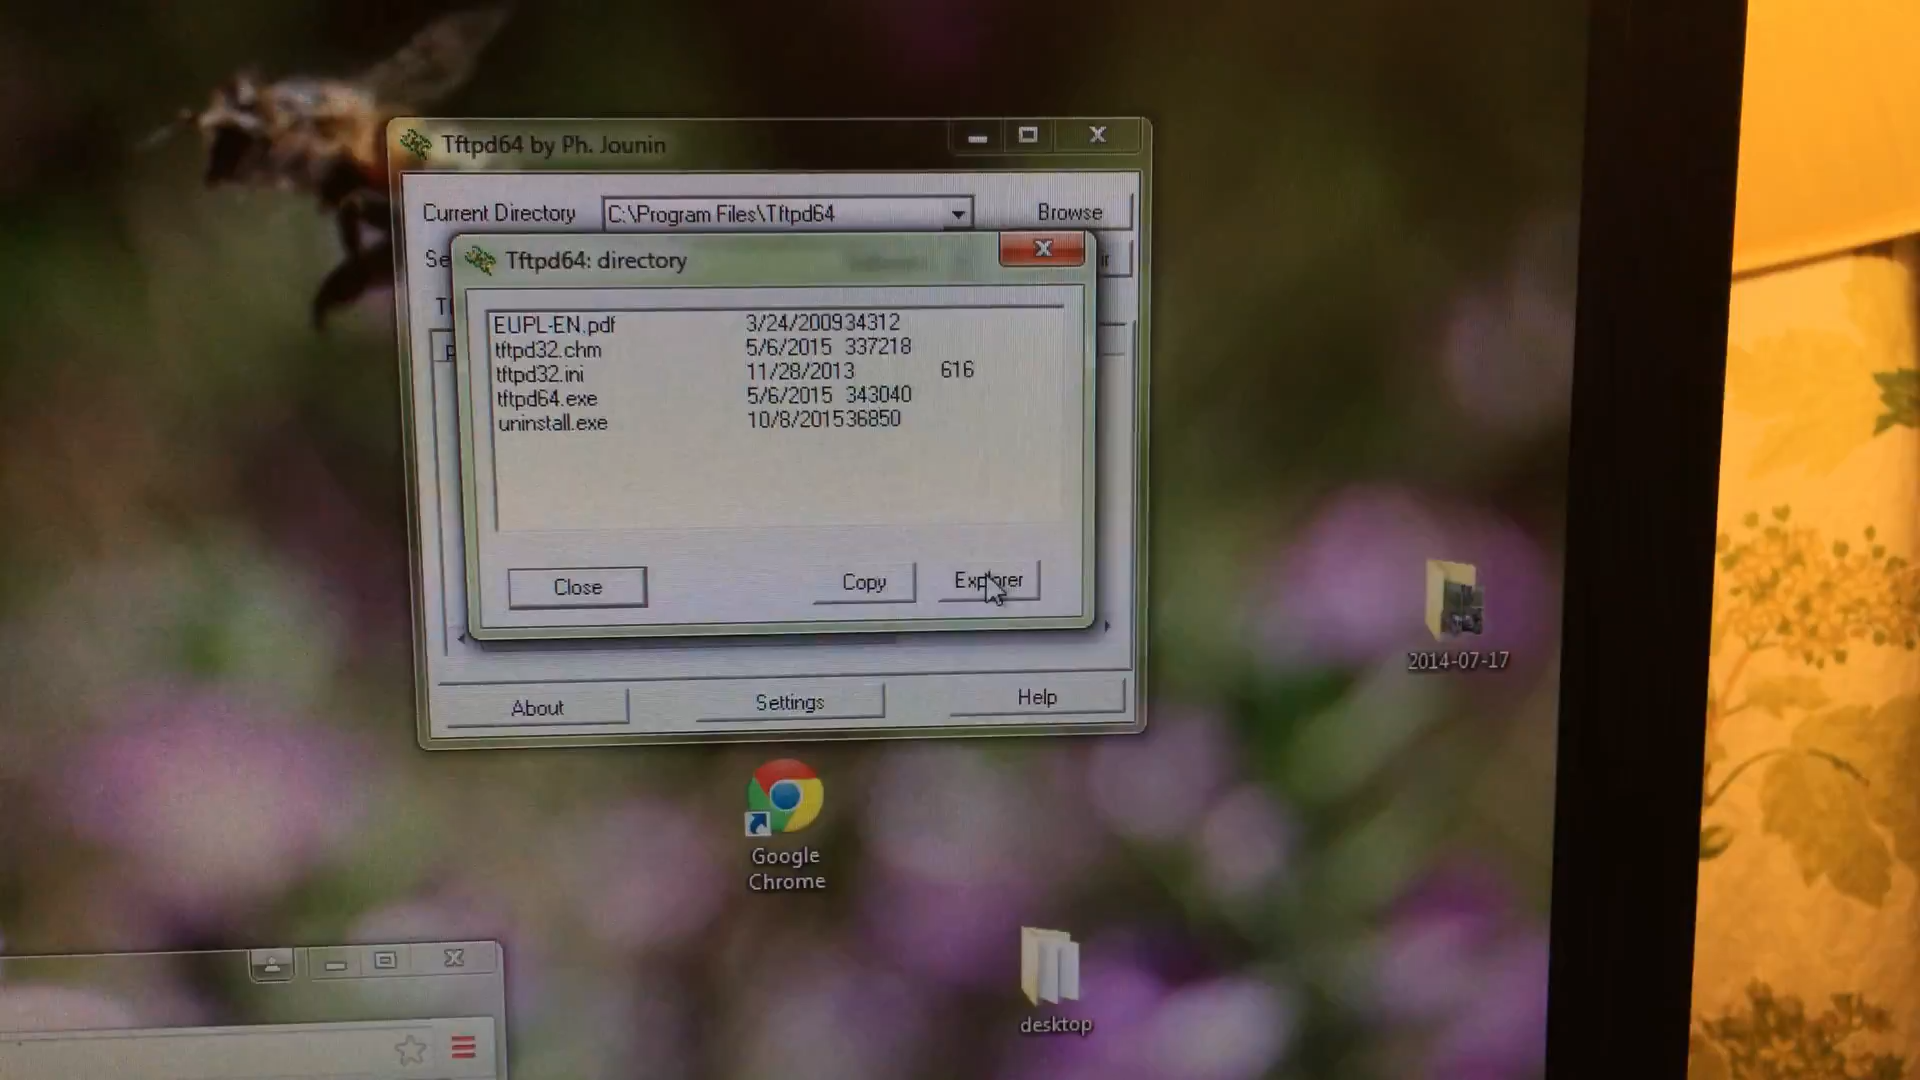 Tftpd64 by Ph. Jounin
Current Directory C:\Program Files\Tftpd64 Browse
Se
Tftpd64: directory
EUPL-EN.pdf 3/24/200934312
tftpd32.chm 5/6/2015 337218
tftpd32.ini 11/28/2013 616
tftpd64.exe 5/6/2015 343040
uninstall.exe 10/8/201536850
Close Copy Explorer
About Settings Help
2014-07-17
Google
Chrome
desktop